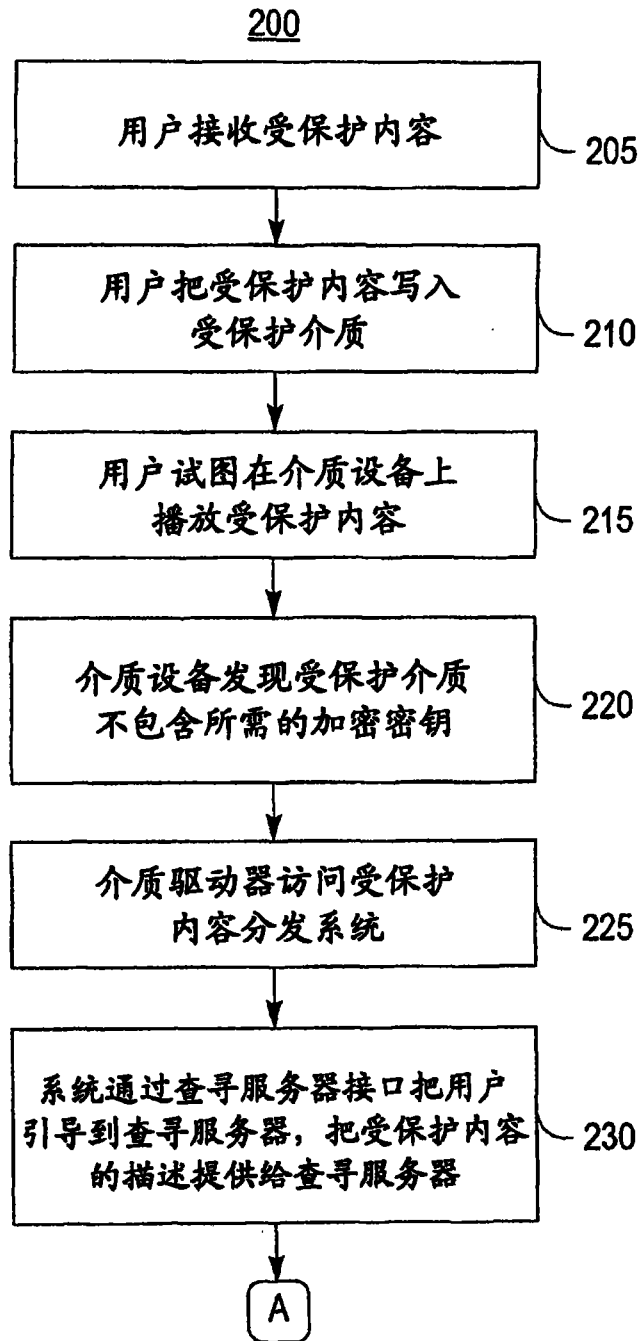 200
用户接收受保护内容
205
用户把受保护内容写入
受保护介质
210
用户试图在介质设备上
播放受保护内容
215
介质设备发现受保护介质
不包含所需的加密密钥
220
介质驱动器访问受保护
内容分发系统
225
系统通过查寻服务器接口把用户
引导到查寻服务器，把受保护内容
的描述提供给查寻服务器
230
A